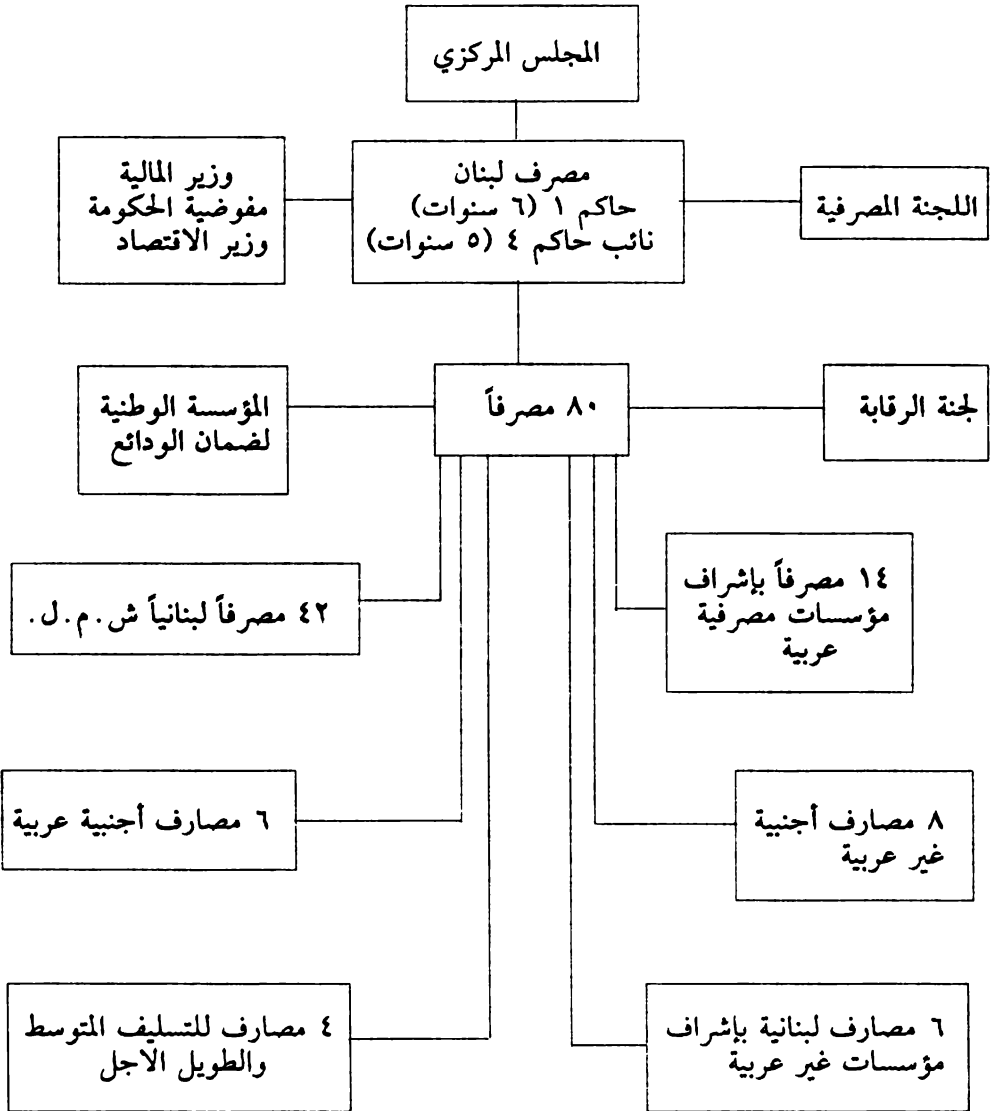 المجلس المركزي
مصرف لبنان
حاكم ١ (٦ سنوات)
نائب حاكم ٤ (٥ سنوات)
اللجنة المصرفية
وزير المالية
مفوضية الحكومة
وزير الاقتصاد
لجنة الرقابة
٨٠ مصرفاً
المؤسسة الوطنية
لضمان الودائع
١٤ مصرفاً بإشراف
مؤسسات مصرفية
عربية
٤٢ مصرفاً لبنانياً ش.م.ل.
٨ مصارف أجنبية
غير عربية
٦ مصارف أجنبية عربية
٦ مصارف لبنانية بإشراف
مؤسسات غير عربية
٤ مصارف للتسليف المتوسط
والطويل الاجل